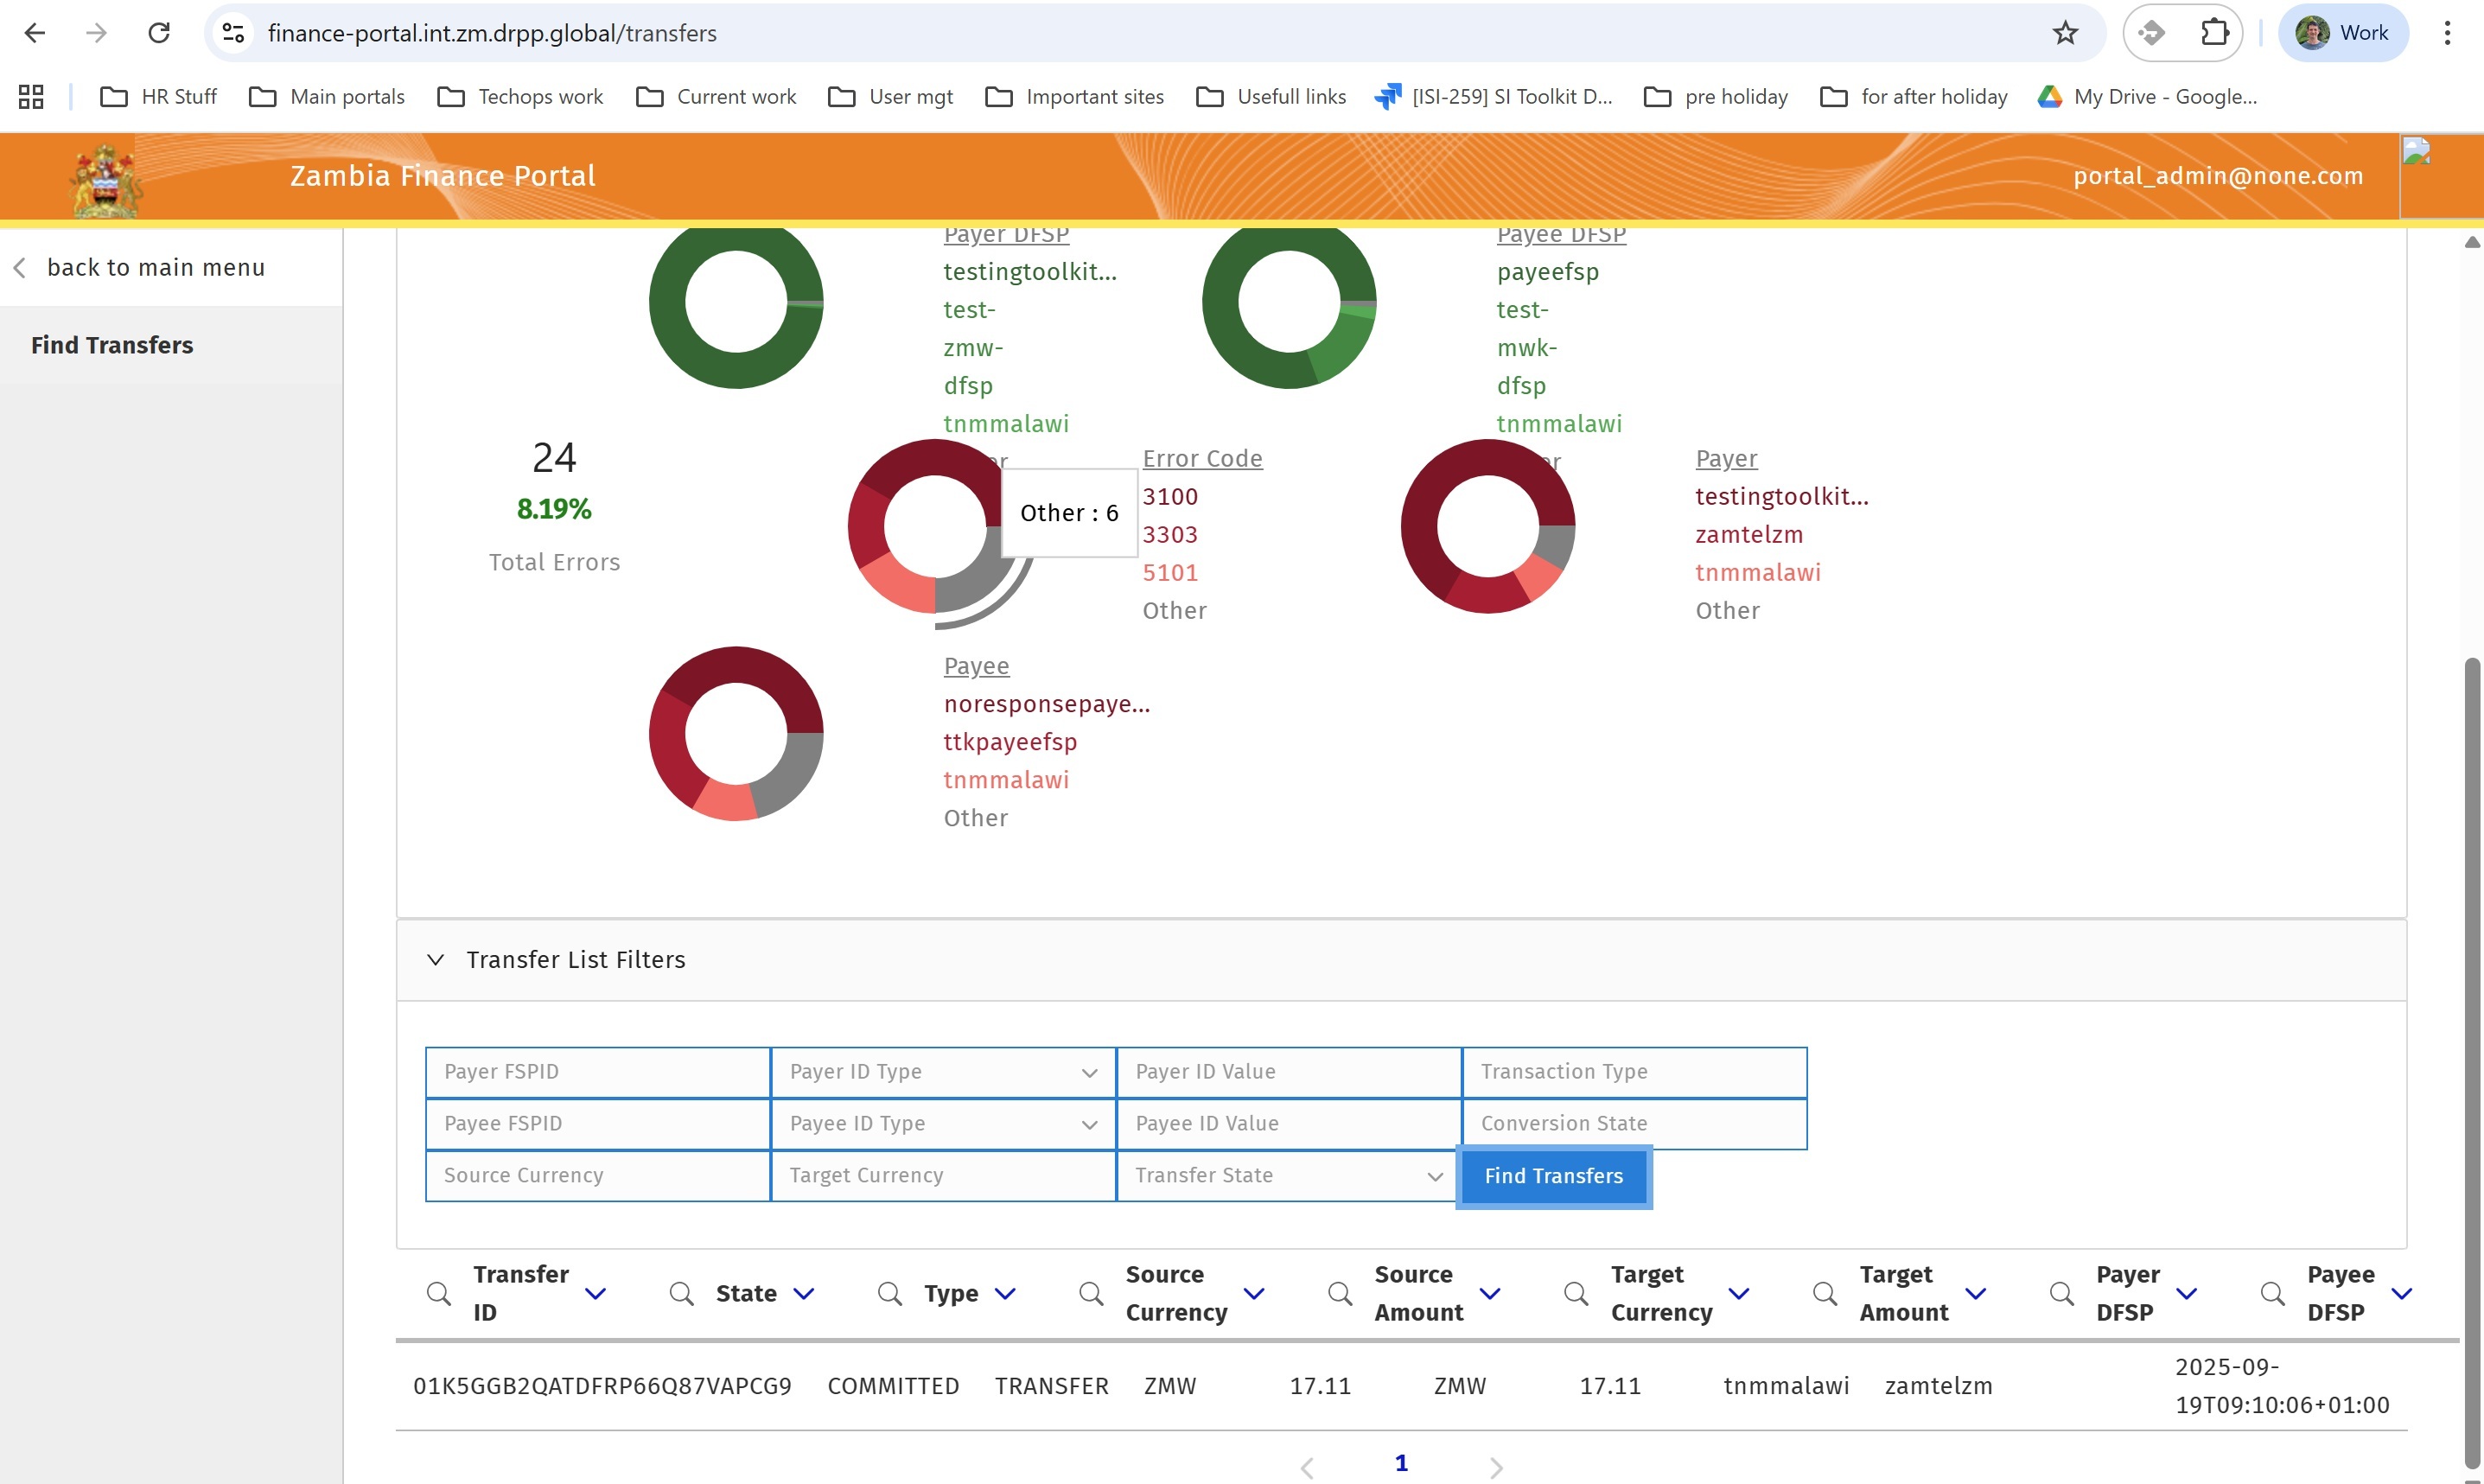 finance-portal.int.zm.drpp.global/transfers
Work
HR Stuff
Main portals
Techops work
Current work
User mgt
Important sites
Usefull links
[ISI-259] SI Toolkit D...
pre holiday
for after holiday
My Drive - Google...
Zambia Finance Portal
portal_admin@none.com
back to main menu
Find Transfers
Payer DFSP
testingtoolkit...
test-
zmw-
dfsp
tnmmalawi
Payee DFSP
payeefsp
test-
mwk-
dfsp
tnmmalawi
24
8.19%
Total Errors
Other : 6
Error Code
3100
3303
5101
Other
Payer
testingtoolkit...
zamtelzm
tnmmalawi
Other
Payee
noresponsepaye...
ttkpayeefsp
tnmmalawi
Other
Transfer List Filters
Payer FSPID
Payer ID Type
Payer ID Value
Transaction Type
Payee FSPID
Payee ID Type
Payee ID Value
Conversion State
Source Currency
Target Currency
Transfer State
Find Transfers
Transfer
ID
State
Type
Source
Currency
Source
Amount
Target
Currency
Target
Amount
Payer
DFSP
Payee
DFSP
01K5GGB2QATDFRP66Q87VAPCG9
COMMITTED
TRANSFER
ZMW
17.11
ZMW
17.11
tnmmalawi
zamtelzm
2025-09-
19T09:10:06+01:00
1